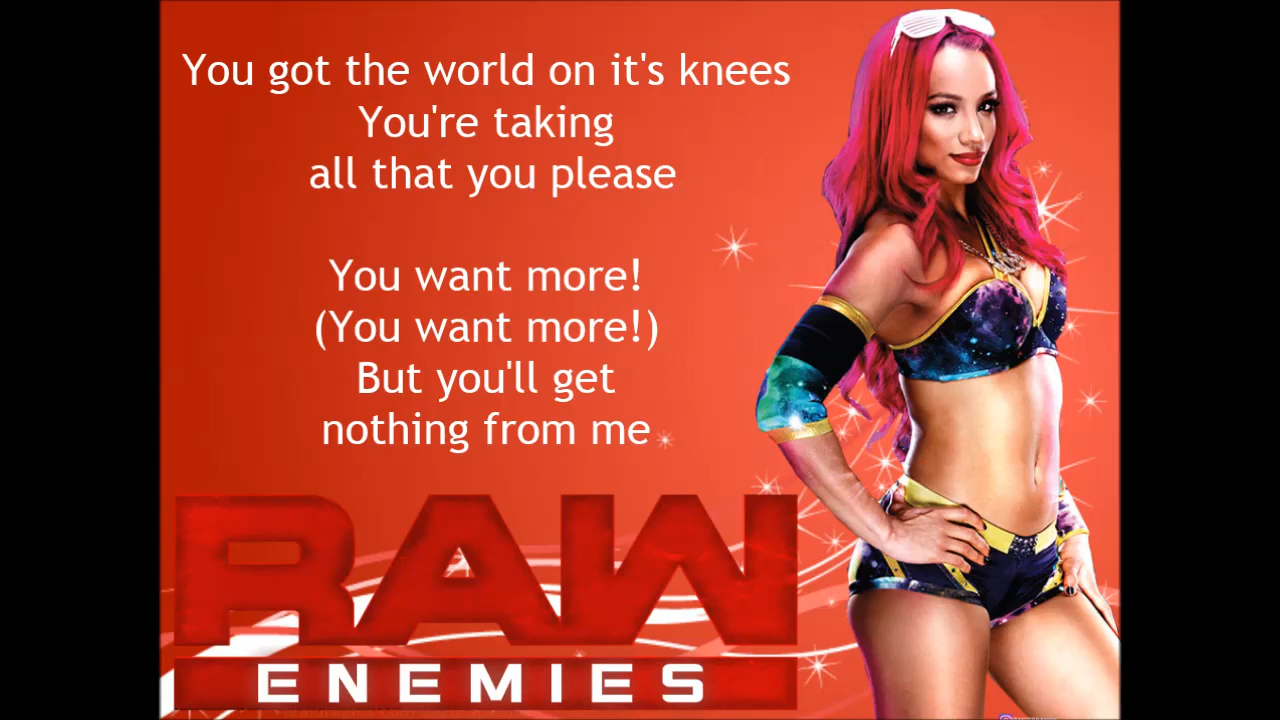 You got the world on it's knees
You're taking
all that you please
You want more!
(You want more!)
But you'll get
nothing from me
RAW
ENEMIES